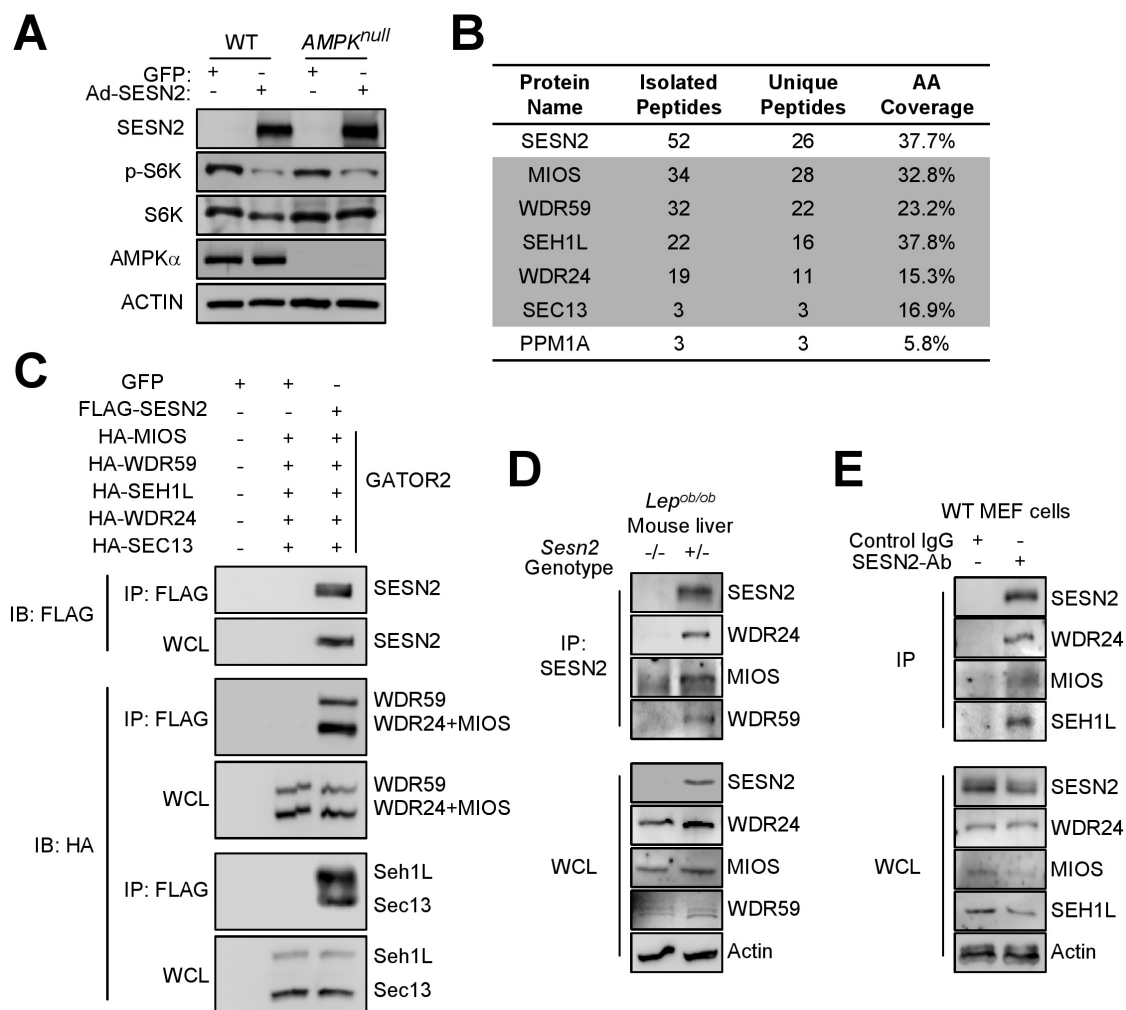 A
WT AMPKnull
GFP: + - + -
Ad-SESN2: - + - +
SESN2
p-S6K
S6K
AMPKα
ACTIN
B
Protein Name Isolated Peptides Unique Peptides AA Coverage
SESN2 52 26 37.7%
MIOS 34 28 32.8%
WDR59 32 22 23.2%
SEH1L 22 16 37.8%
WDR24 19 11 15.3%
SEC13 3 3 16.9%
PPM1A 3 3 5.8%
C
GFP + + -
FLAG-SESN2 - - +
HA-MIOS - + +
HA-WDR59 - + +
HA-SEH1L - + +
HA-WDR24 - + +
HA-SEC13 - + +
GATOR2
IB: FLAG
IP: FLAG SESN2
WCL SESN2
IB: HA
IP: FLAG WDR59
WDR24+MIOS
WCL WDR59
WDR24+MIOS
IP: FLAG Seh1L
Sec13
WCL Seh1L
Sec13
D
Lepob/ob
Mouse liver
Sesn2 Genotype -/- +/-
IP: SESN2
SESN2
WDR24
MIOS
WDR59
WCL
SESN2
WDR24
MIOS
WDR59
Actin
E
WT MEF cells
Control IgG + -
SESN2-Ab - +
IP
SESN2
WDR24
MIOS
SEH1L
WCL
SESN2
WDR24
MIOS
SEH1L
Actin